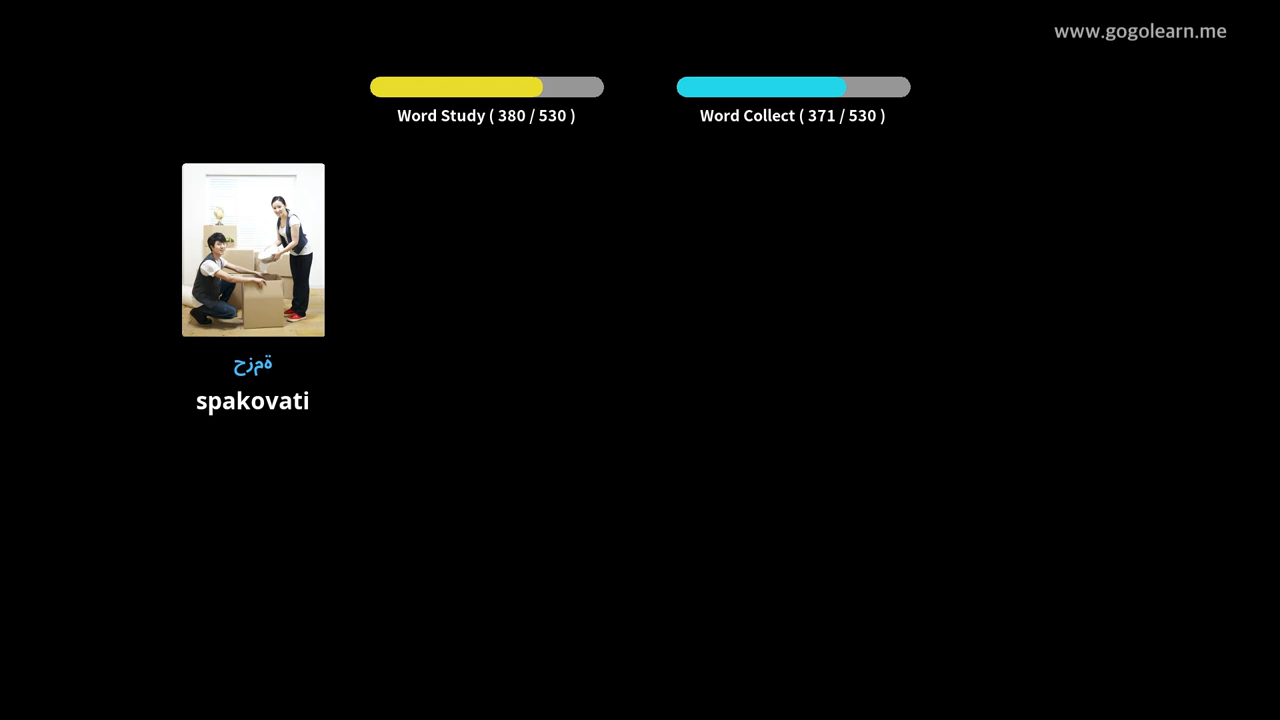 www.gogolearn.me
Word Study ( 380 / 530 )
Word Collect ( 371 / 530 )
حزمة
spakovati